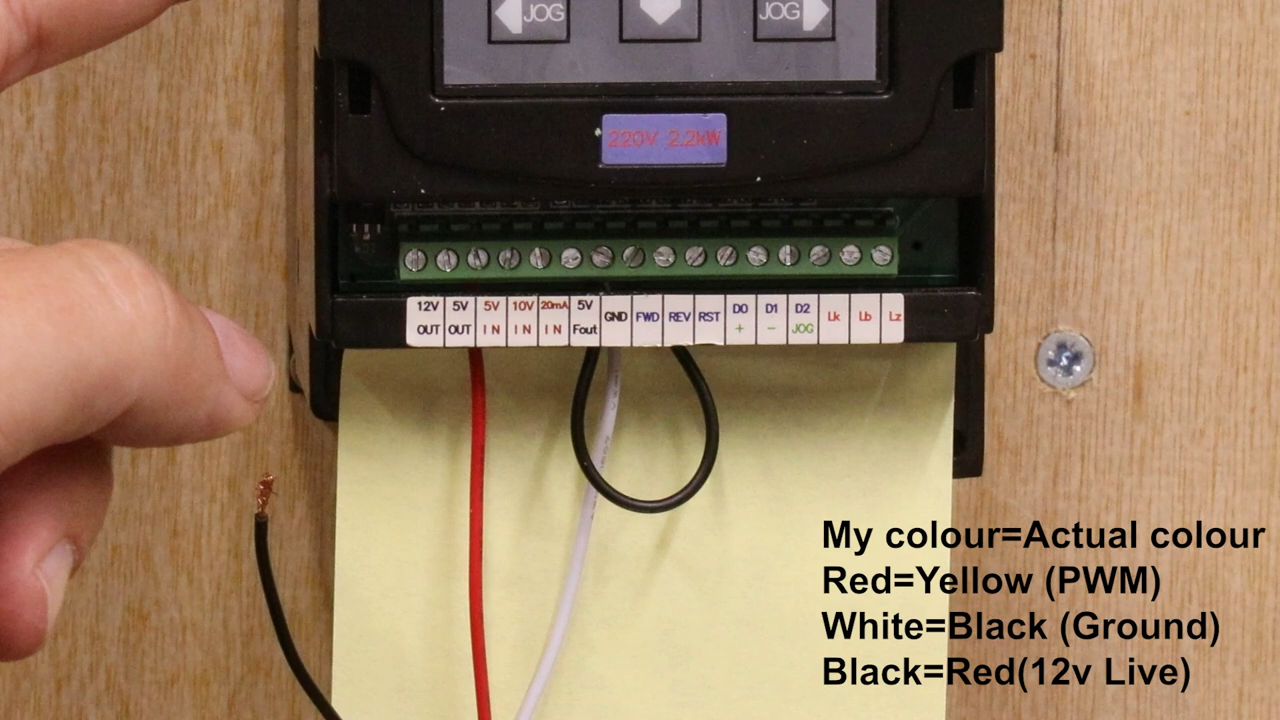 JOG JOG
220V 2.2kW
12V 5V 5V 10V 20mA 5V GND FWD REV RST D0 D1 D2 Lk Lb Lz
OUT OUT IN IN IN Fout + - JOG
My colour=Actual colour
Red=Yellow (PWM)
White=Black (Ground)
Black=Red(12v Live)